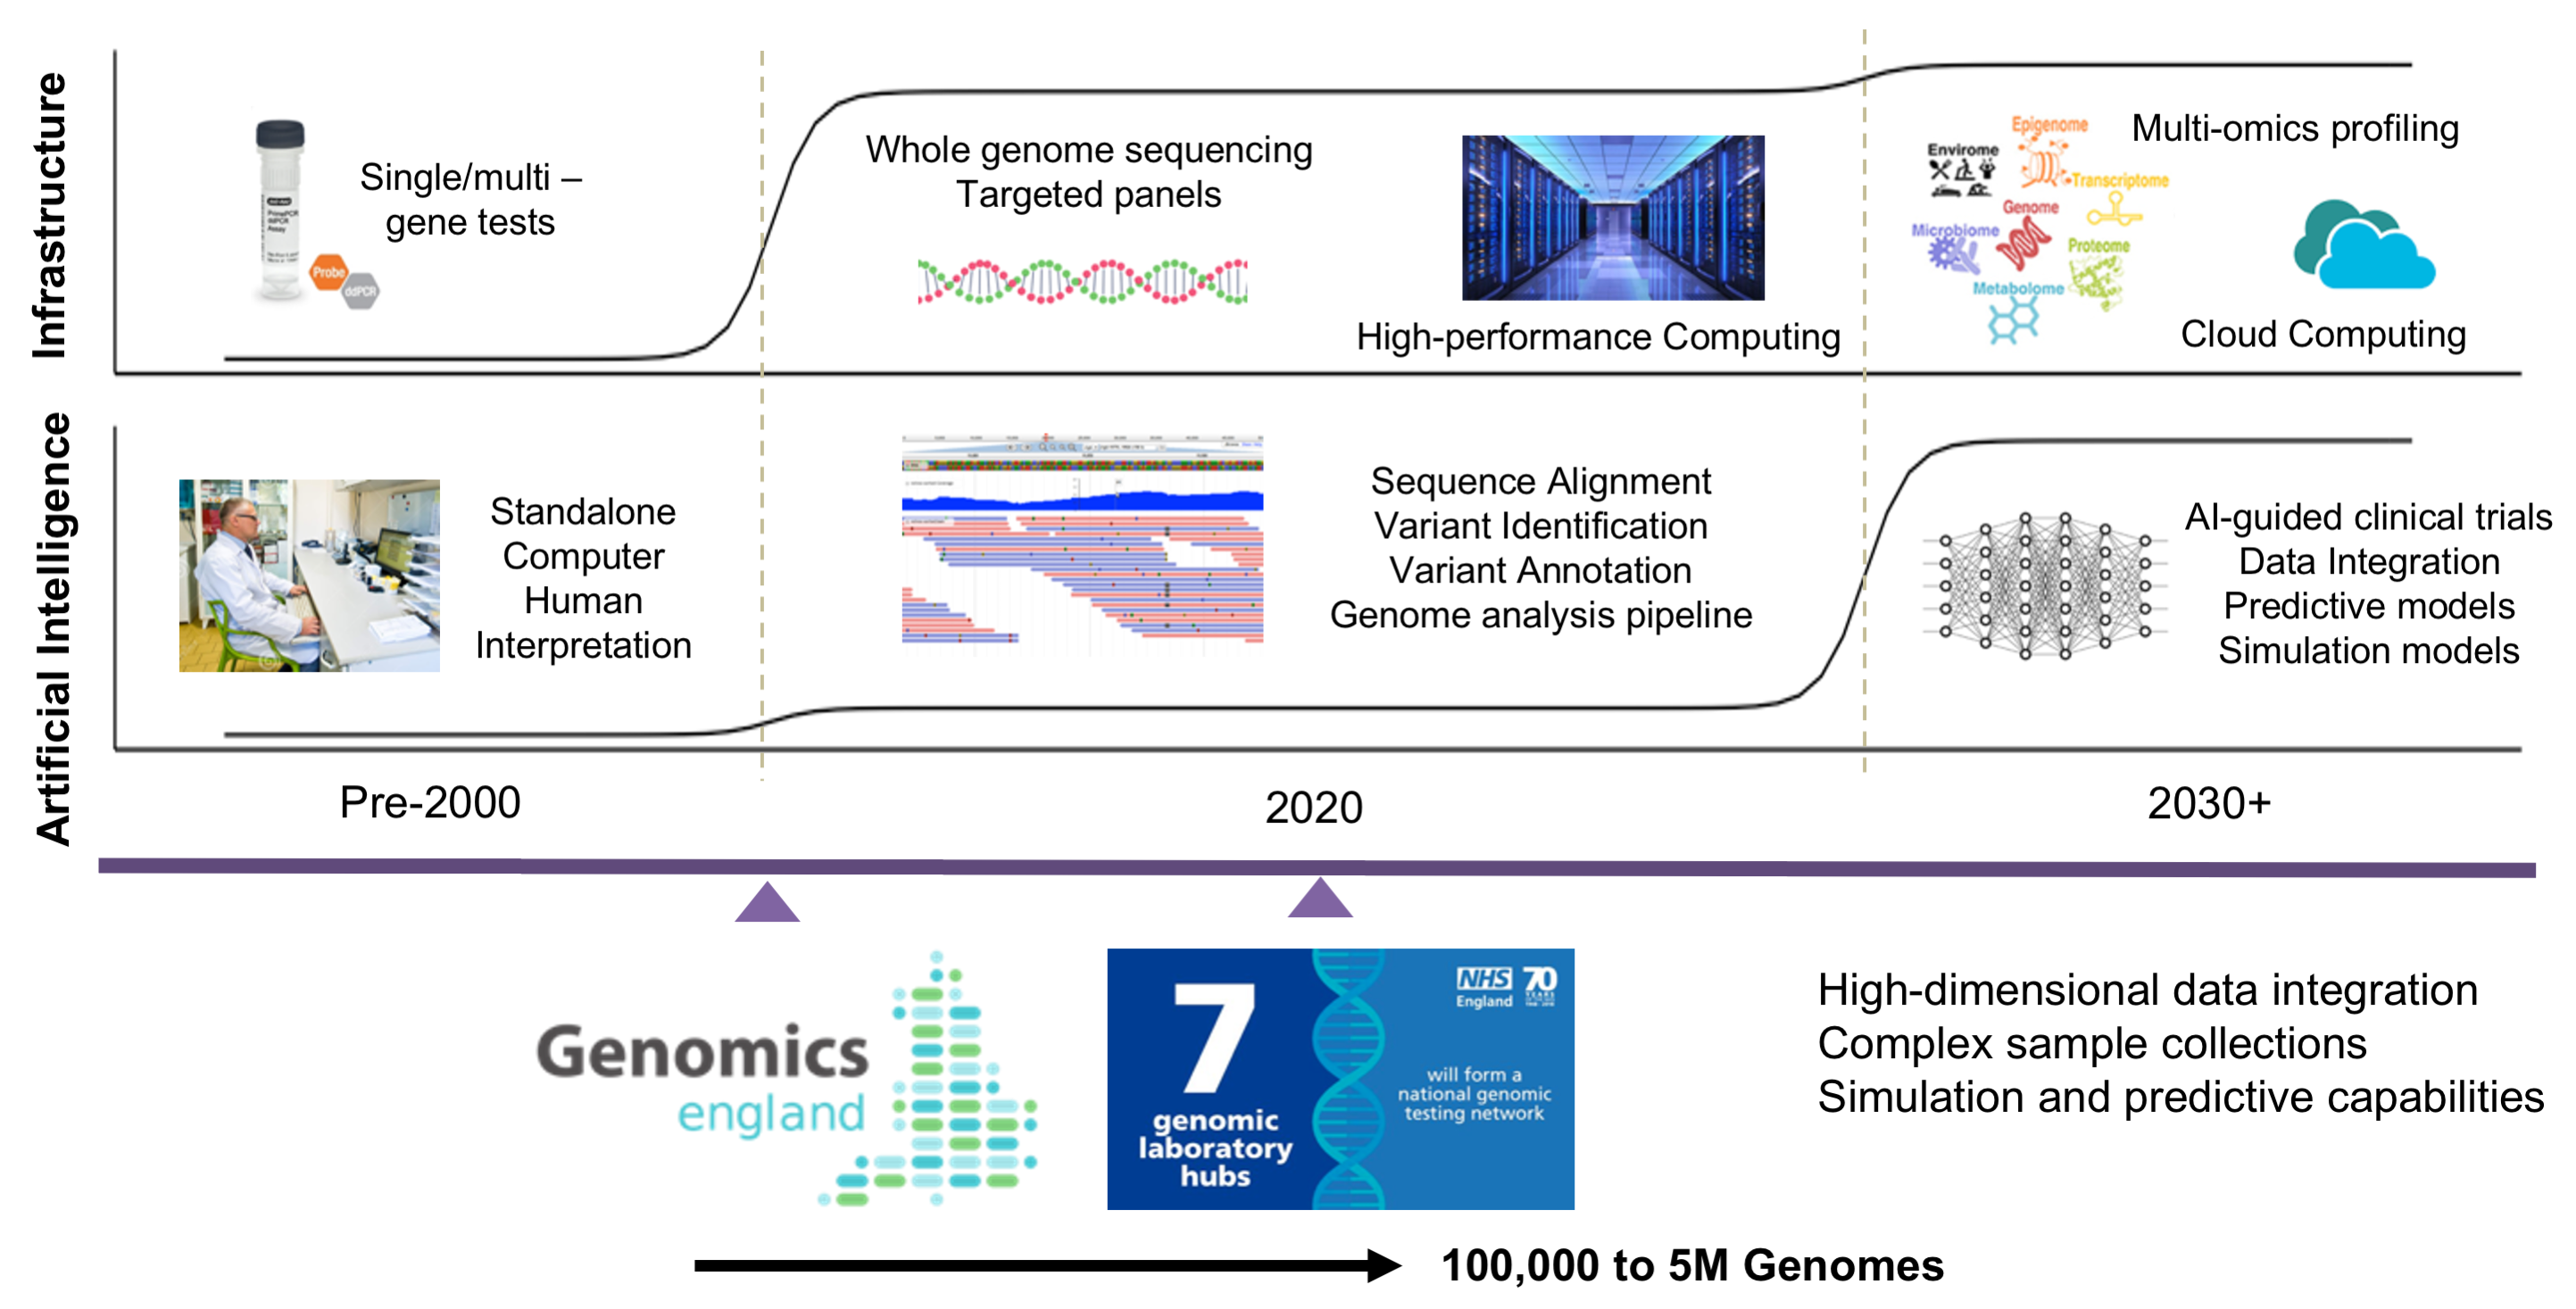 Infrastructure
Single/multi –
gene tests
Probe
ddPCR
Whole genome sequencing
Targeted panels
High-performance Computing
Multi-omics profiling
Epigenome
Envirome
Transcriptome
Genome
Microbiome
Proteome
Metabolome
Cloud Computing
Artificial Intelligence
Standalone
Computer
Human
Interpretation
Sequence Alignment
Variant Identification
Variant Annotation
Genome analysis pipeline
AI-guided clinical trials
Data Integration
Predictive models
Simulation models
Pre-2000
2020
2030+
Genomics
england
7
genomic
laboratory
hubs
NHS
England
70
YEARS
will form a
national genomic
testing network
High-dimensional data integration
Complex sample collections
Simulation and predictive capabilities
100,000 to 5M Genomes